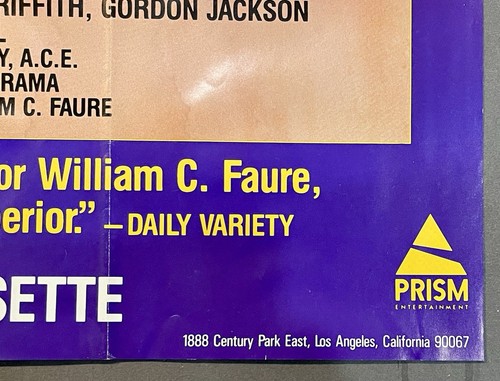 RIFFITH, GORDON JACKSON
Y, A.C.E.
RAMA
M C. FAURE
or William C. Faure,
erior.” – DAILY VARIETY
SETTE
PRISM
ENTERTAINMENT
1888 Century Park East, Los Angeles, California 90067